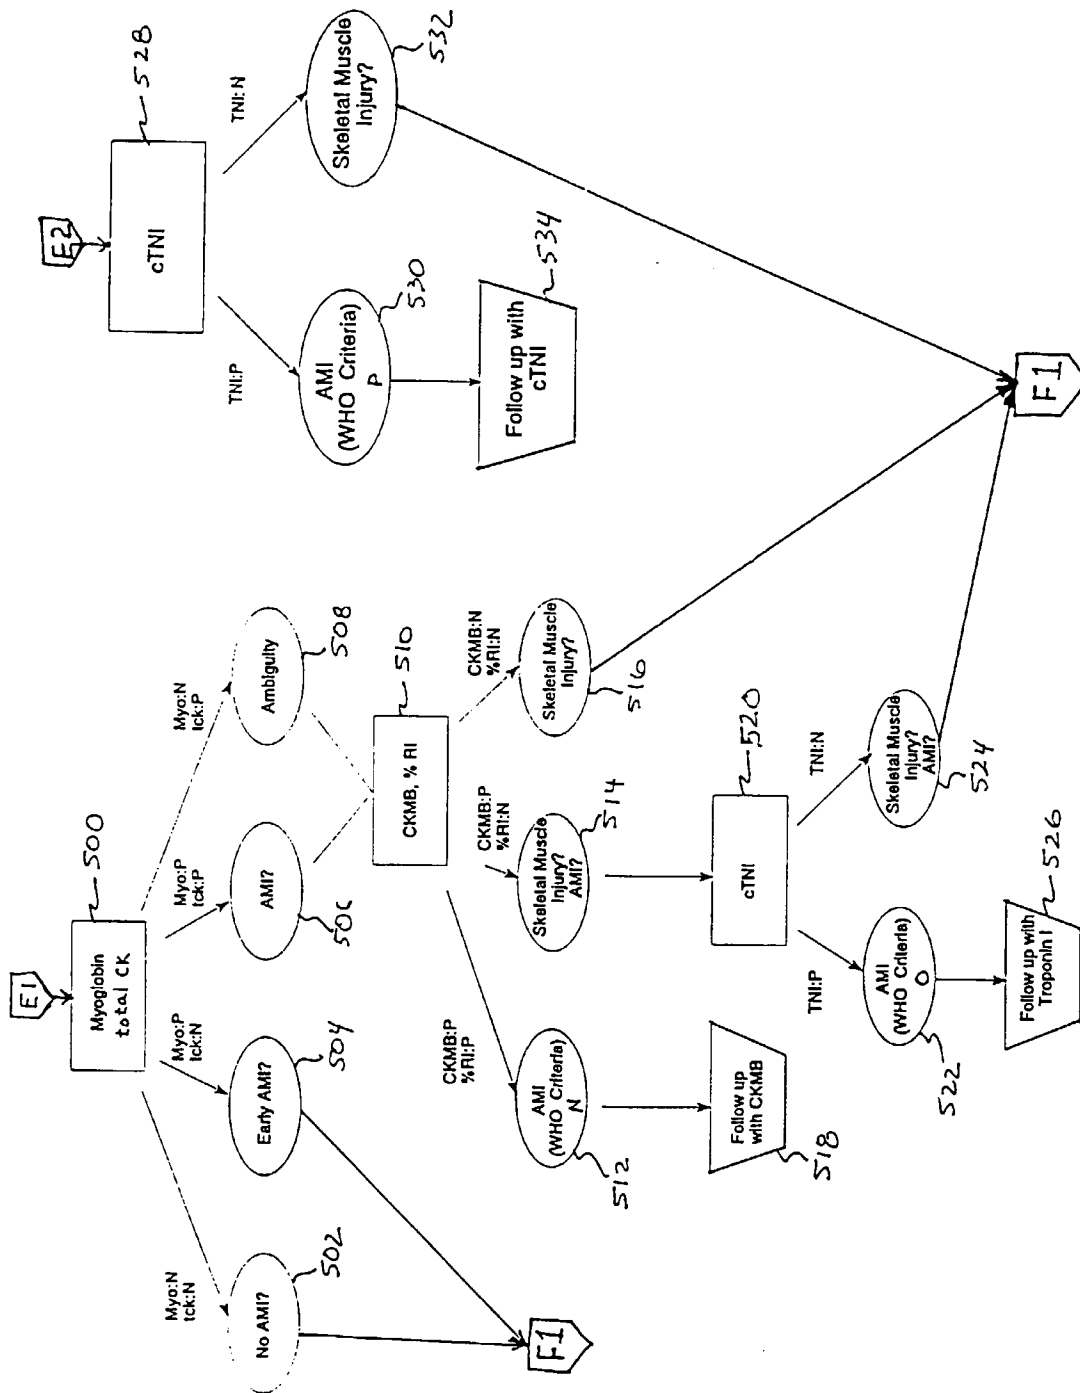 E1
Myoglobin
total CK
500
Myo:N
tck:N
Myo:P
tck:N
Myo:P
tck:P
Myo:N
tck:P
No AMI?
502
Early AMI?
504
AMI?
506
Ambiguity
508
F1
CKMB, % RI
510
CKMB:P
%RI:P
CKMB:P
%RI:N
CKMB:N
%RI:N
AMI
(WHO Criteria)
N
512
Skeletal Muscle
Injury?
AMI?
514
Skeletal Muscle
Injury?
516
Follow up
with CKMB
518
cTNI
520
TNI:P
TNI:N
AMI
(WHO Criteria)
O
522
Skeletal Muscle
Injury?
AMI?
524
Follow up with
Troponin I
526
E2
cTNI
528
TNI:P
TNI:N
AMI
(WHO Criteria)
P
530
Skeletal Muscle
Injury?
532
Follow up with
cTNI
534
F1